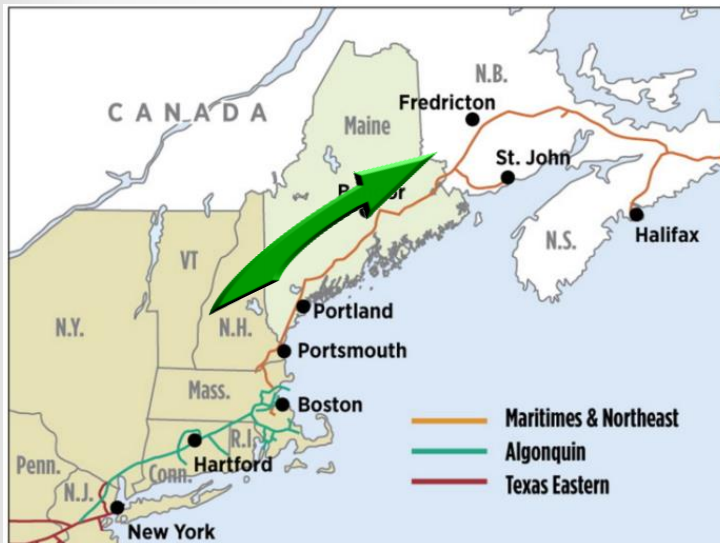 N.B.
Fredricton
CANADA
Maine
St. John
Halifax
N.S.
VT
N.Y.
N.H.
Portland
Portsmouth
Mass.
Boston
R.I.
Hartford
Conn.
Penn.
N.J.
New York
Maritimes & Northeast
Algonquin
Texas Eastern